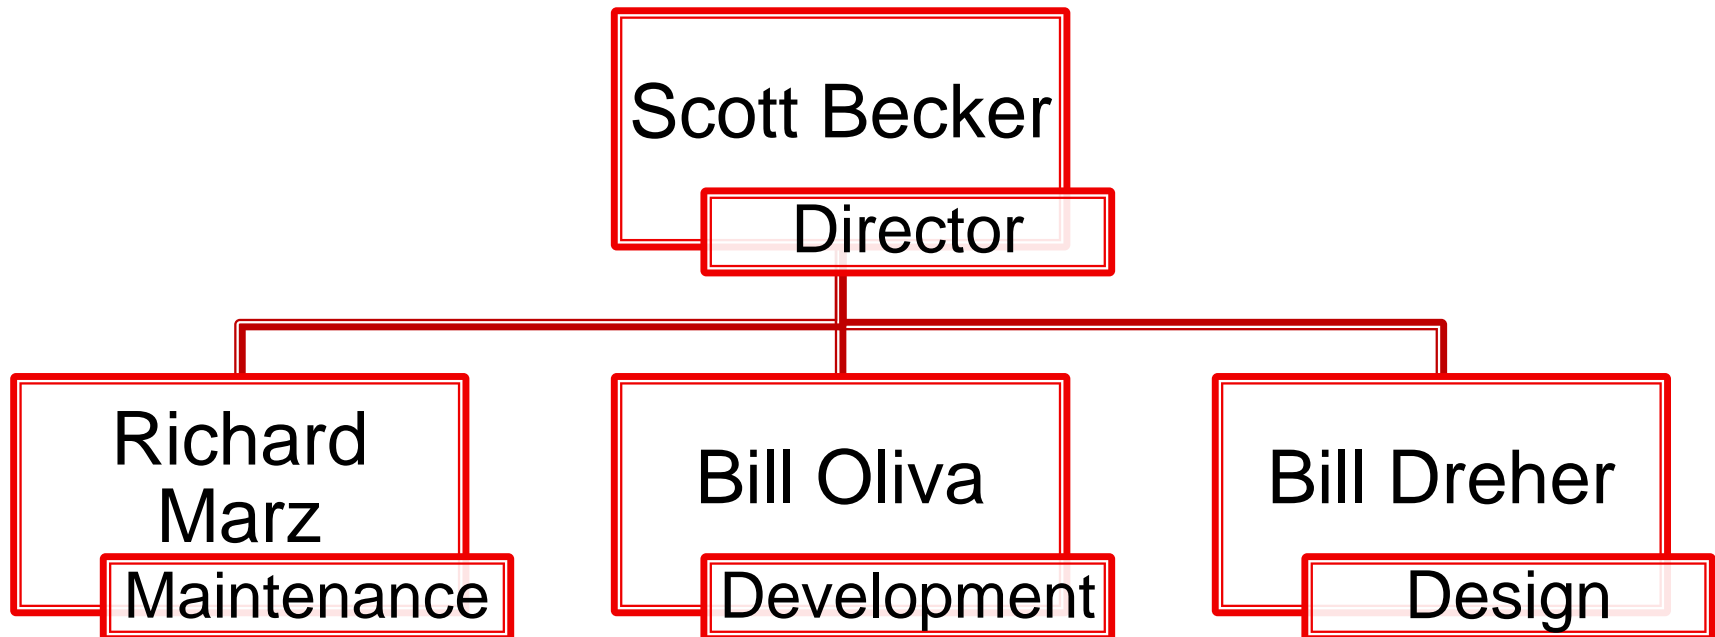 Scott Becker
Director
Richard
Marz
Maintenance
Bill Oliva
Development
Bill Dreher
Design